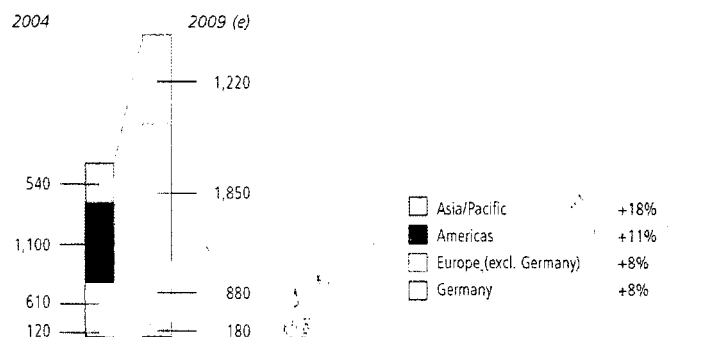 2004 2009 (e)
1,220
540
1,850
Asia/Pacific +18%
Americas +11%
1,100
Europe (excl. Germany) +8%
Germany +8%
880
610
120 180